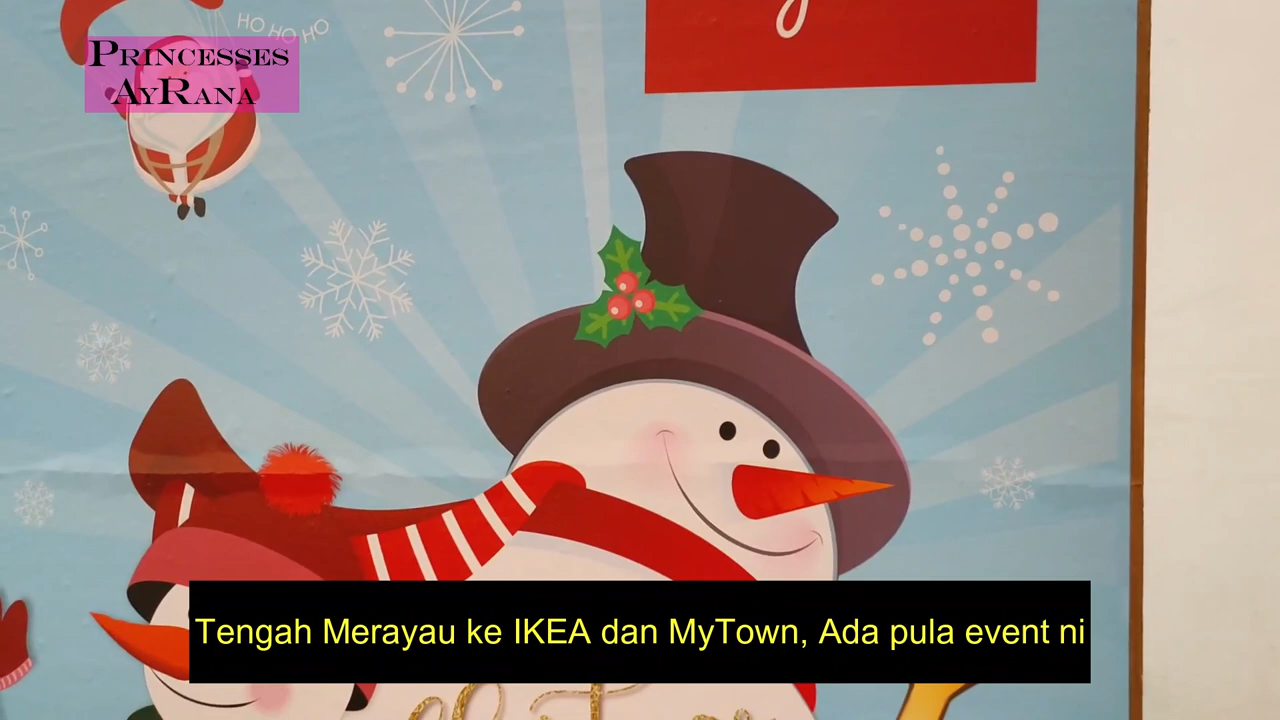 HO HO HO
PRINCESSES
AYRANA
Tengah Merayau ke IKEA dan MyTown, Ada pula event ni